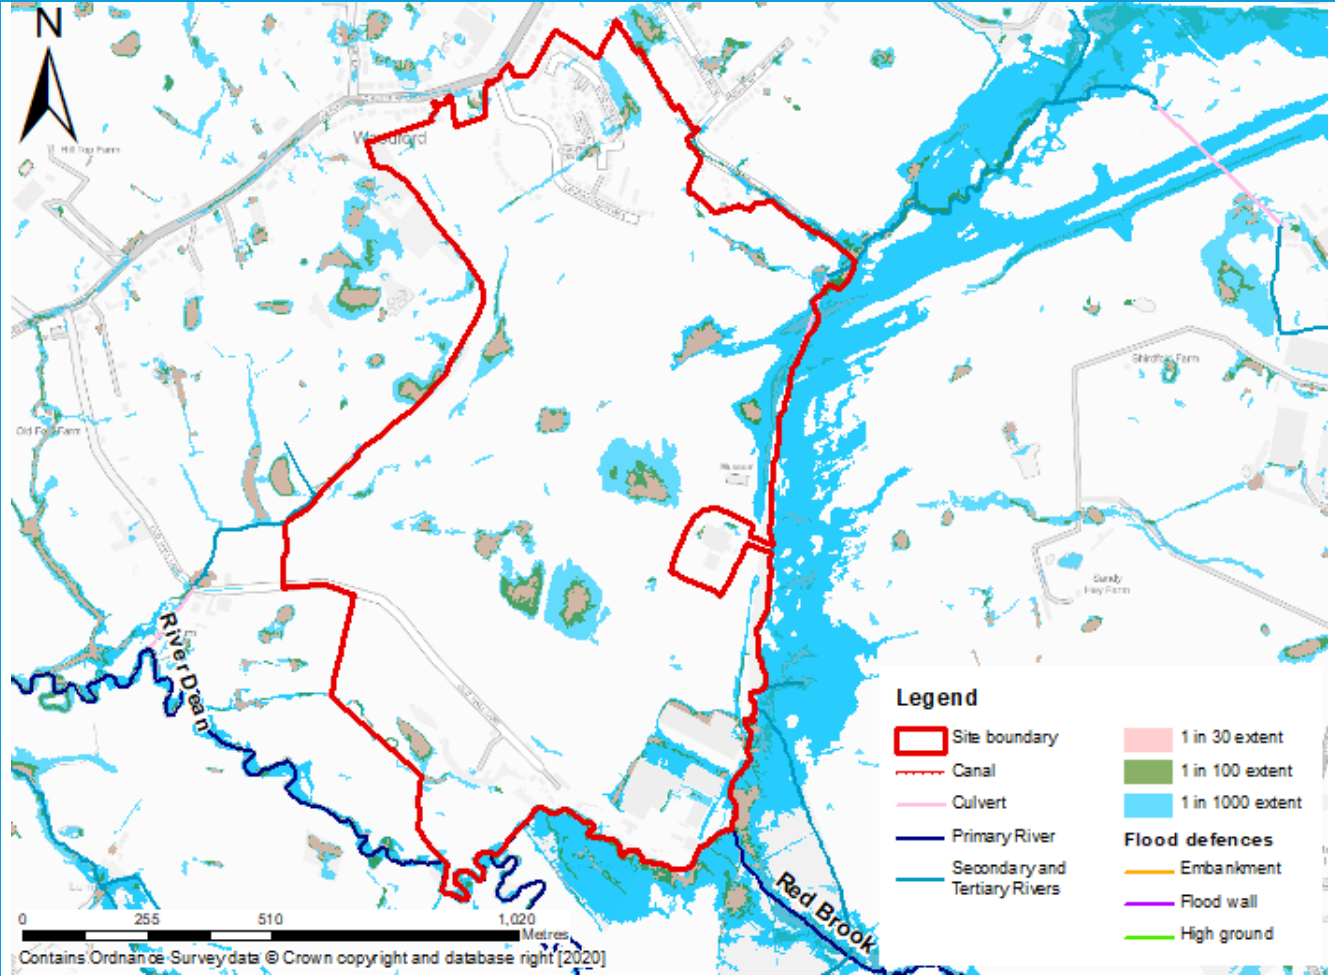 N
Hill Top Farm
Woodford
Old Hall Farm
Museum
Shirdfold Farm
Sandy
Hey Farm
River Dean
Red Brook
Legend
Site boundary
Canal
Culvert
Primary River
Secondary and
Tertiary Rivers
1 in 30 extent
1 in 100 extent
1 in 1000 extent
Flood defences
Embankment
Flood wall
High ground
0 255 510 1,020
Metres
Contains Ordnance Survey data © Crown copyright and database right [2020]